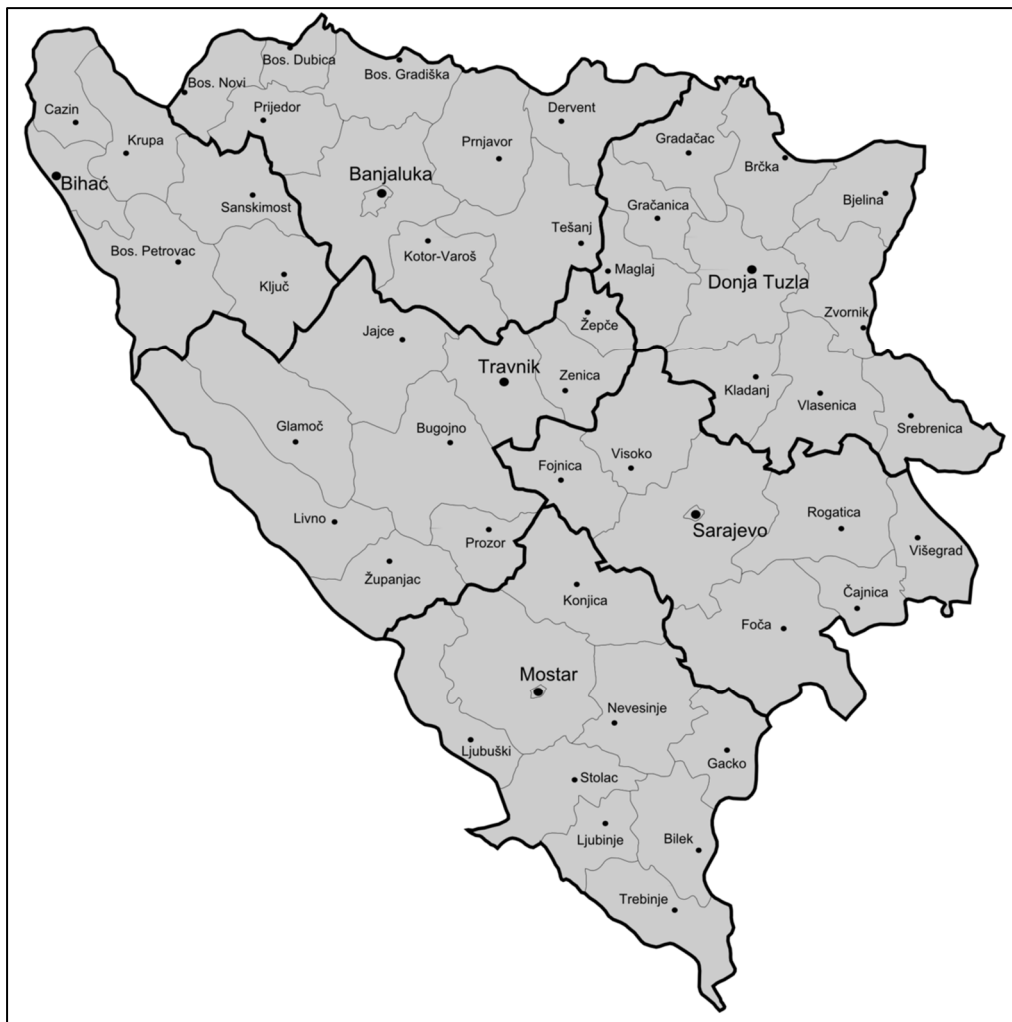 Bos. Dubica
Bos. Gradiška
Bos. Novi
Cazin
Prijedor
Dervent
Krupa
Prnjavor
Gradačac
Brčka
Bihać
Banjaluka
Bjelina
Sanskimost
Gračanica
Bos. Petrovac
Kotor-Varoš
Tešanj
Maglaj
Donja Tuzla
Ključ
Zvornik
Žepče
Jajce
Travnik
Zenica
Kladanj
Vlasenica
Glamoč
Bugojno
Srebrenica
Visoko
Fojnica
Livno
Prozor
Sarajevo
Rogatica
Višegrad
Županjac
Konjica
Čajnica
Foča
Mostar
Nevesinje
Ljubuški
Gacko
Stolac
Ljubinje
Bilek
Trebinje